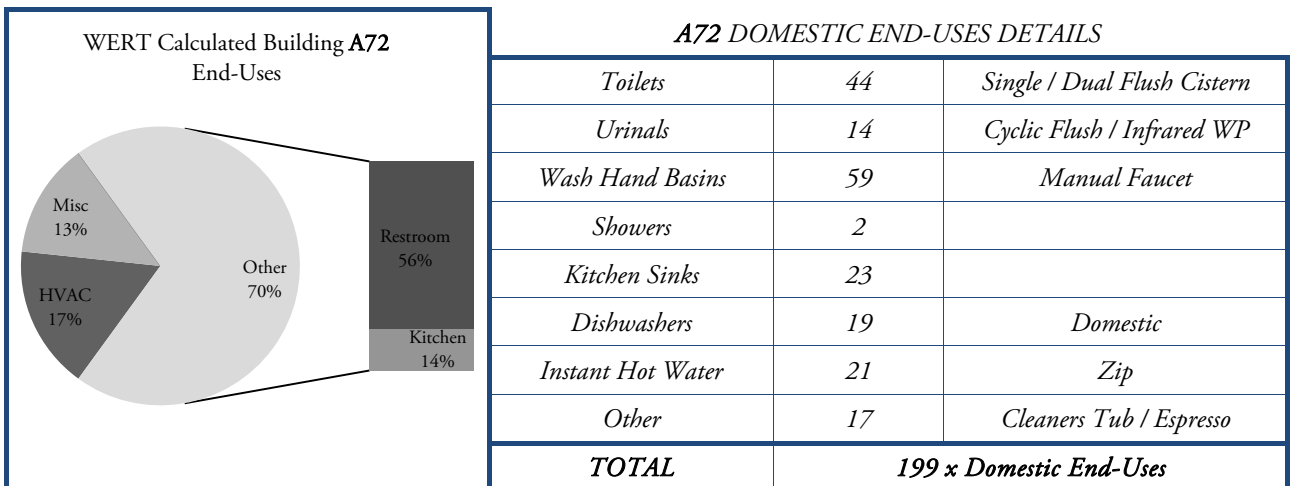 WERT Calculated Building A72
End-Uses
Misc
13%
HVAC
17%
Other
70%
Restroom
56%
Kitchen
14%
A72 DOMESTIC END-USES DETAILS
Toilets 44 Single / Dual Flush Cistern
Urinals 14 Cyclic Flush / Infrared WP
Wash Hand Basins 59 Manual Faucet
Showers 2
Kitchen Sinks 23
Dishwashers 19 Domestic
Instant Hot Water 21 Zip
Other 17 Cleaners Tub / Espresso
TOTAL 199 x Domestic End-Uses